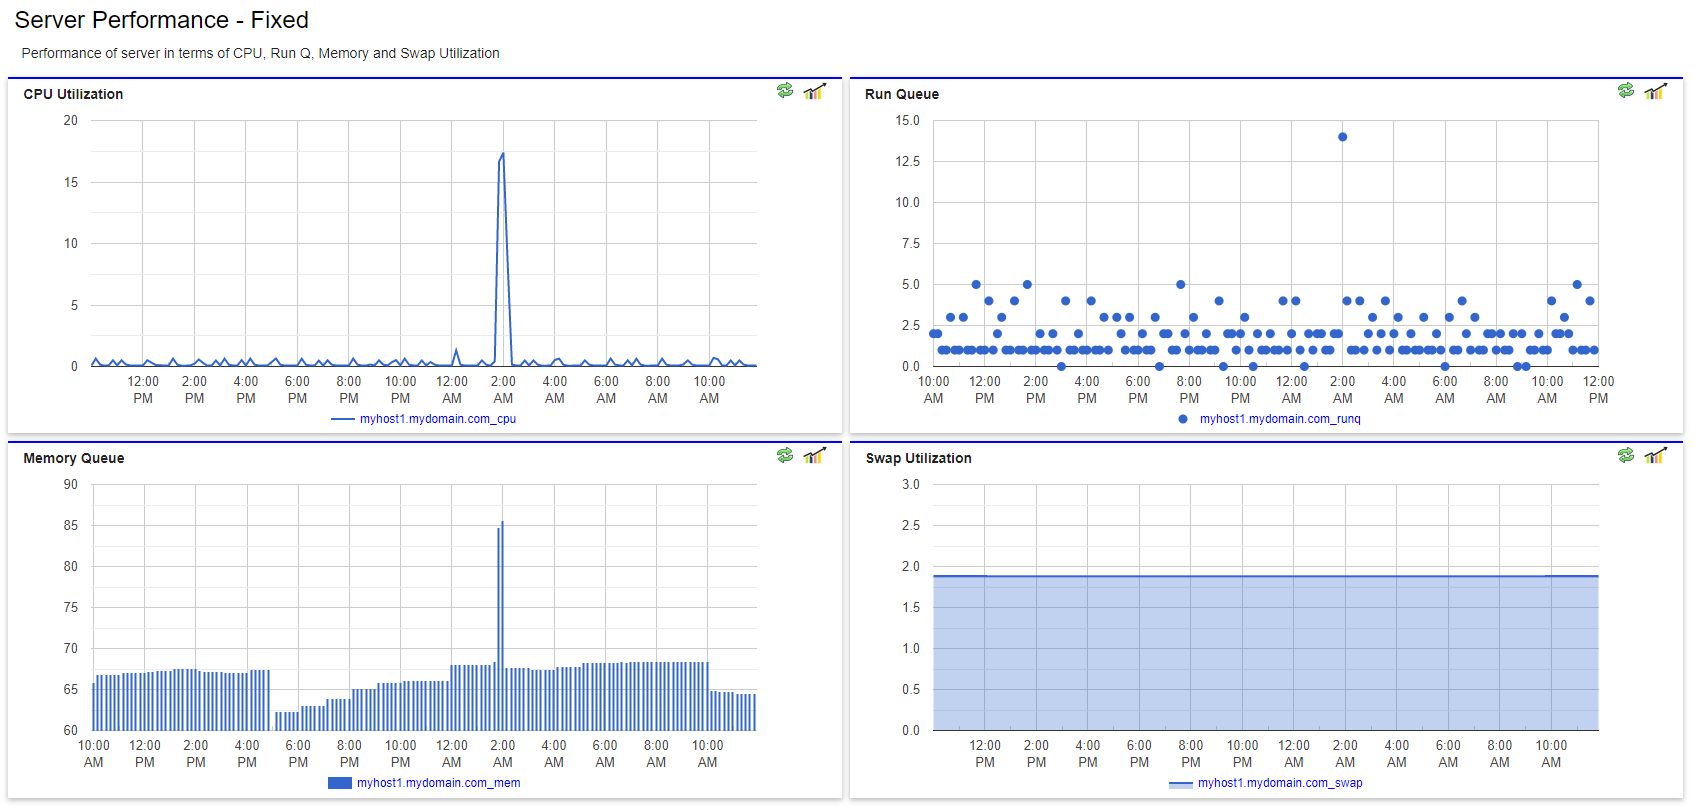 Server Performance - Fixed
Performance of server in terms of CPU, Run Q, Memory and Swap Utilization
CPU Utilization
20
15
10
5
0
12:00 2:00 4:00 6:00 8:00 10:00 12:00 2:00 4:00 6:00 8:00 10:00
PM PM PM PM PM PM AM AM AM AM AM AM
myhost1.mydomain.com_cpu
Run Queue
15.0
12.5
10.0
7.5
5.0
2.5
0.0
10:00 12:00 2:00 4:00 6:00 8:00 10:00 12:00 2:00 4:00 6:00 8:00 10:00 12:00
AM PM PM PM PM PM PM AM AM AM AM AM AM PM
myhost1.mydomain.com_runq
Memory Queue
90
85
80
75
70
65
60
10:00 12:00 2:00 4:00 6:00 8:00 10:00 12:00 2:00 4:00 6:00 8:00 10:00
AM PM PM PM PM PM PM AM AM AM AM AM AM
myhost1.mydomain.com_mem
Swap Utilization
3.0
2.5
2.0
1.5
1.0
0.5
0.0
12:00 2:00 4:00 6:00 8:00 10:00 12:00 2:00 4:00 6:00 8:00 10:00
PM PM PM PM PM PM AM AM AM AM AM AM
myhost1.mydomain.com_swap